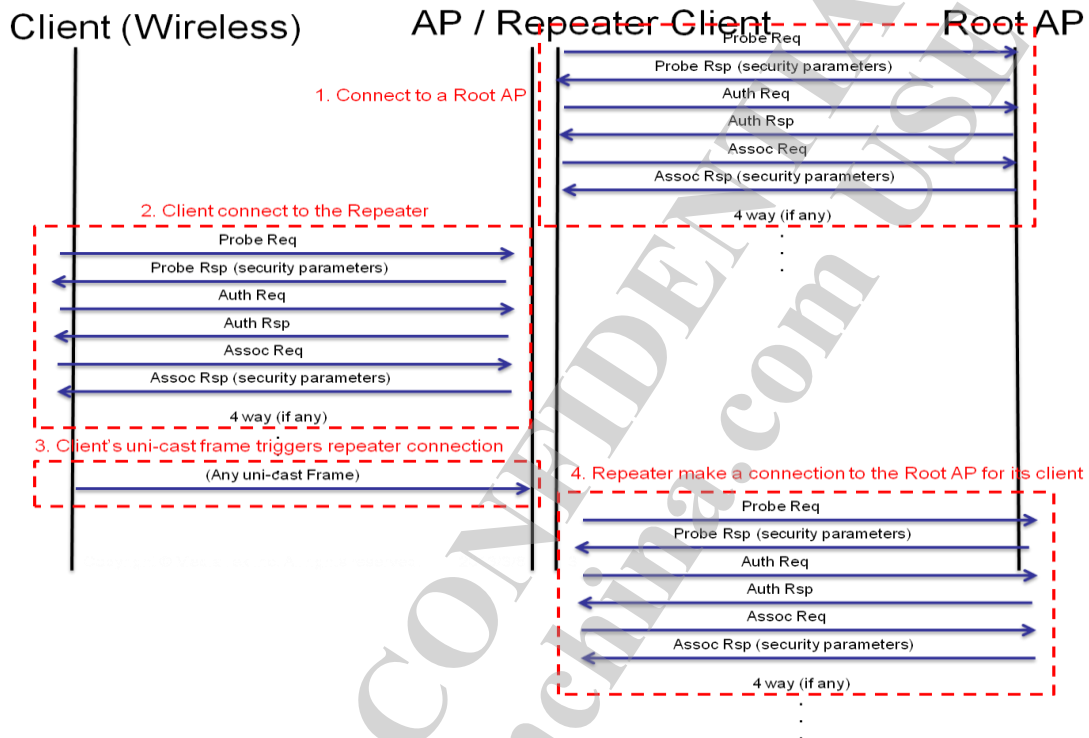 Client (Wireless)
AP / Repeater Client
Root AP
Probe Req
Probe Rsp (security parameters)
1. Connect to a Root AP
Auth Req
Auth Rsp
Assoc Req
Assoc Rsp (security parameters)
4 way (if any)
2. Client connect to the Repeater
Probe Req
Probe Rsp (security parameters)
Auth Req
Auth Rsp
Assoc Req
Assoc Rsp (security parameters)
4 way (if any)
3. Client's uni-cast frame triggers repeater connection
(Any uni-cast Frame)
4. Repeater make a connection to the Root AP for its client
Probe Req
Probe Rsp (security parameters)
Auth Req
Auth Rsp
Assoc Req
Assoc Rsp (security parameters)
4 way (if any)
CONFIDENTIA
china.com USE